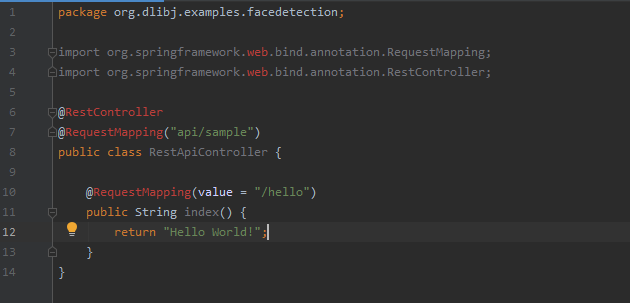 1 package org.dlibj.examples.facedetection;
2
3 import org.springframework.web.bind.annotation.RequestMapping;
4 import org.springframework.web.bind.annotation.RestController;
5
6 @RestController
7 @RequestMapping("api/sample")
8 public class RestApiController {
9
10 @RequestMapping(value = "/hello")
11 public String index() {
12 return "Hello World!";
13 }
14 }